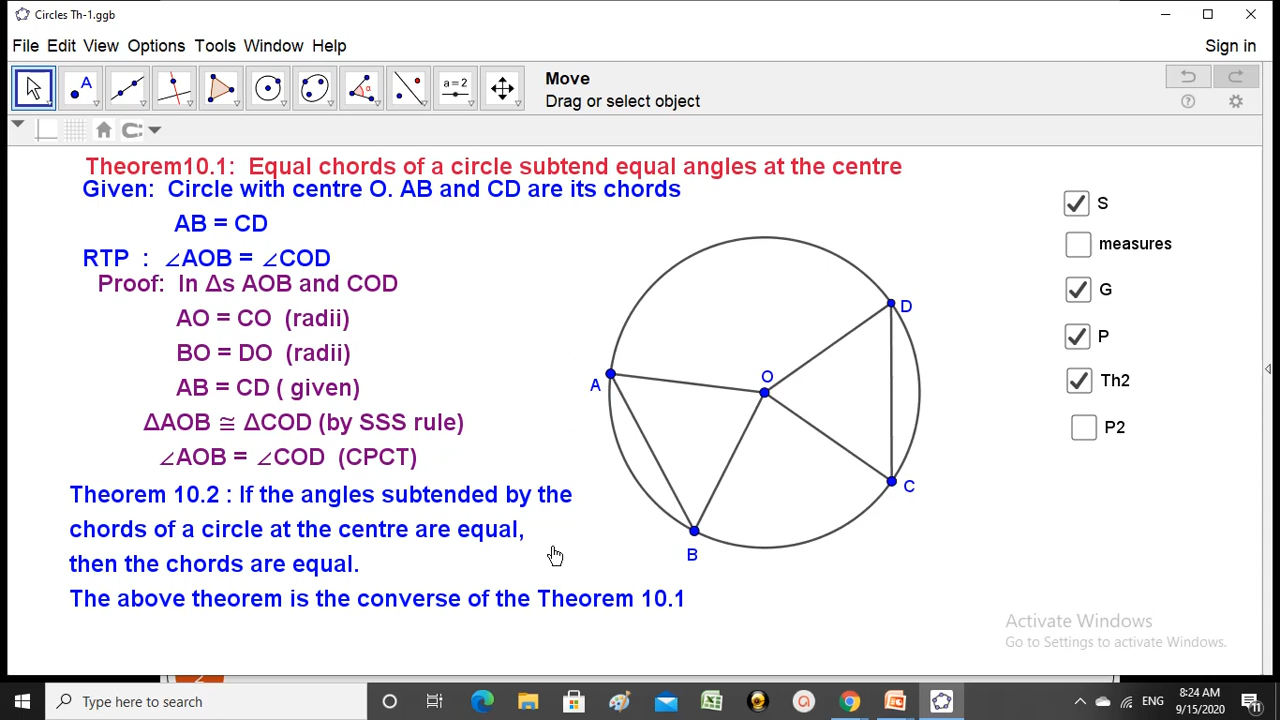 Circles Th-1.ggb
File Edit View Options Tools Window Help
Sign in
A
α
a=2
Move
Drag or select object
Theorem10.1: Equal chords of a circle subtend equal angles at the centre
Given: Circle with centre O. AB and CD are its chords
AB = CD
RTP : ∠AOB = ∠COD
Proof: In Δs AOB and COD
AO = CO (radii)
BO = DO (radii)
AB = CD ( given)
ΔAOB ≅ ΔCOD (by SSS rule)
∠AOB = ∠COD (CPCT)
Theorem 10.2 : If the angles subtended by the
chords of a circle at the centre are equal,
then the chords are equal.
The above theorem is the converse of the Theorem 10.1
D
O
A
C
B
S
measures
G
P
Th2
P2
Activate Windows
Go to Settings to activate Windows.
Type here to search
ENG
8:24 AM
9/15/2020
11